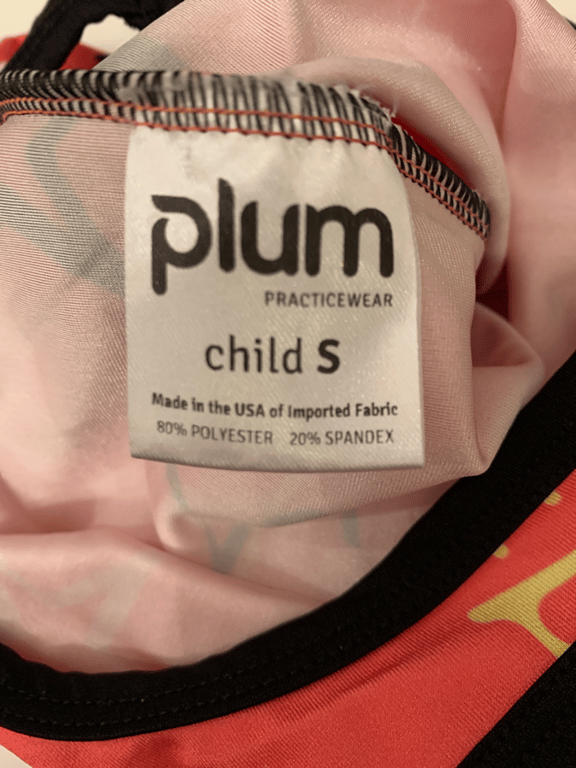 plum
PRACTICEWEAR
child S
Made in the USA of Imported Fabric
80% POLYESTER 20% SPANDEX